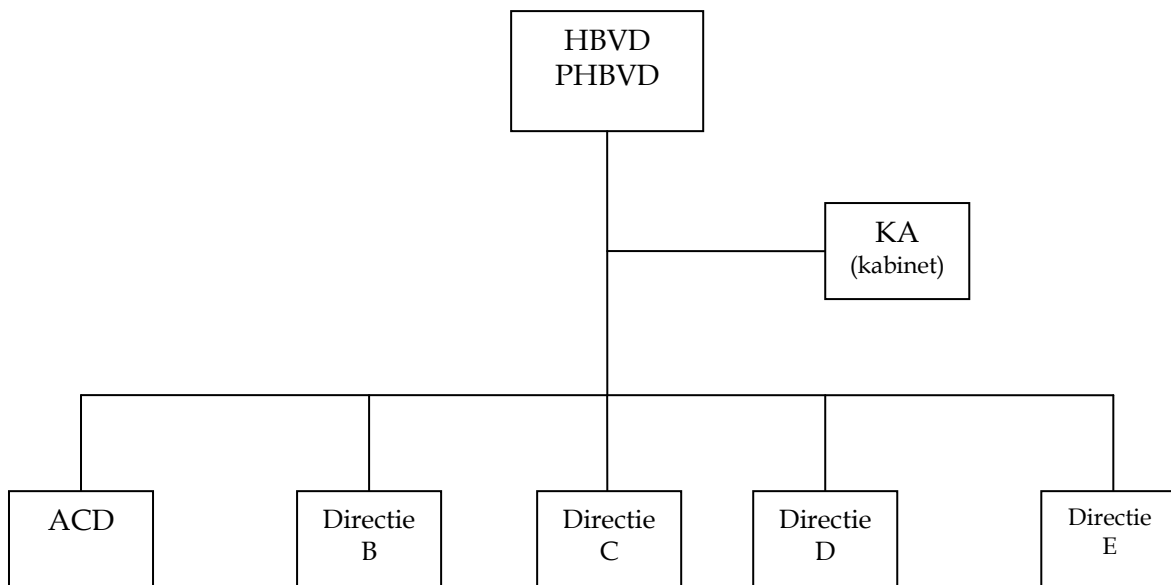 HBVD
PHBVD
KA
(kabinet)
ACD
Directie
B
Directie
C
Directie
D
Directie
E